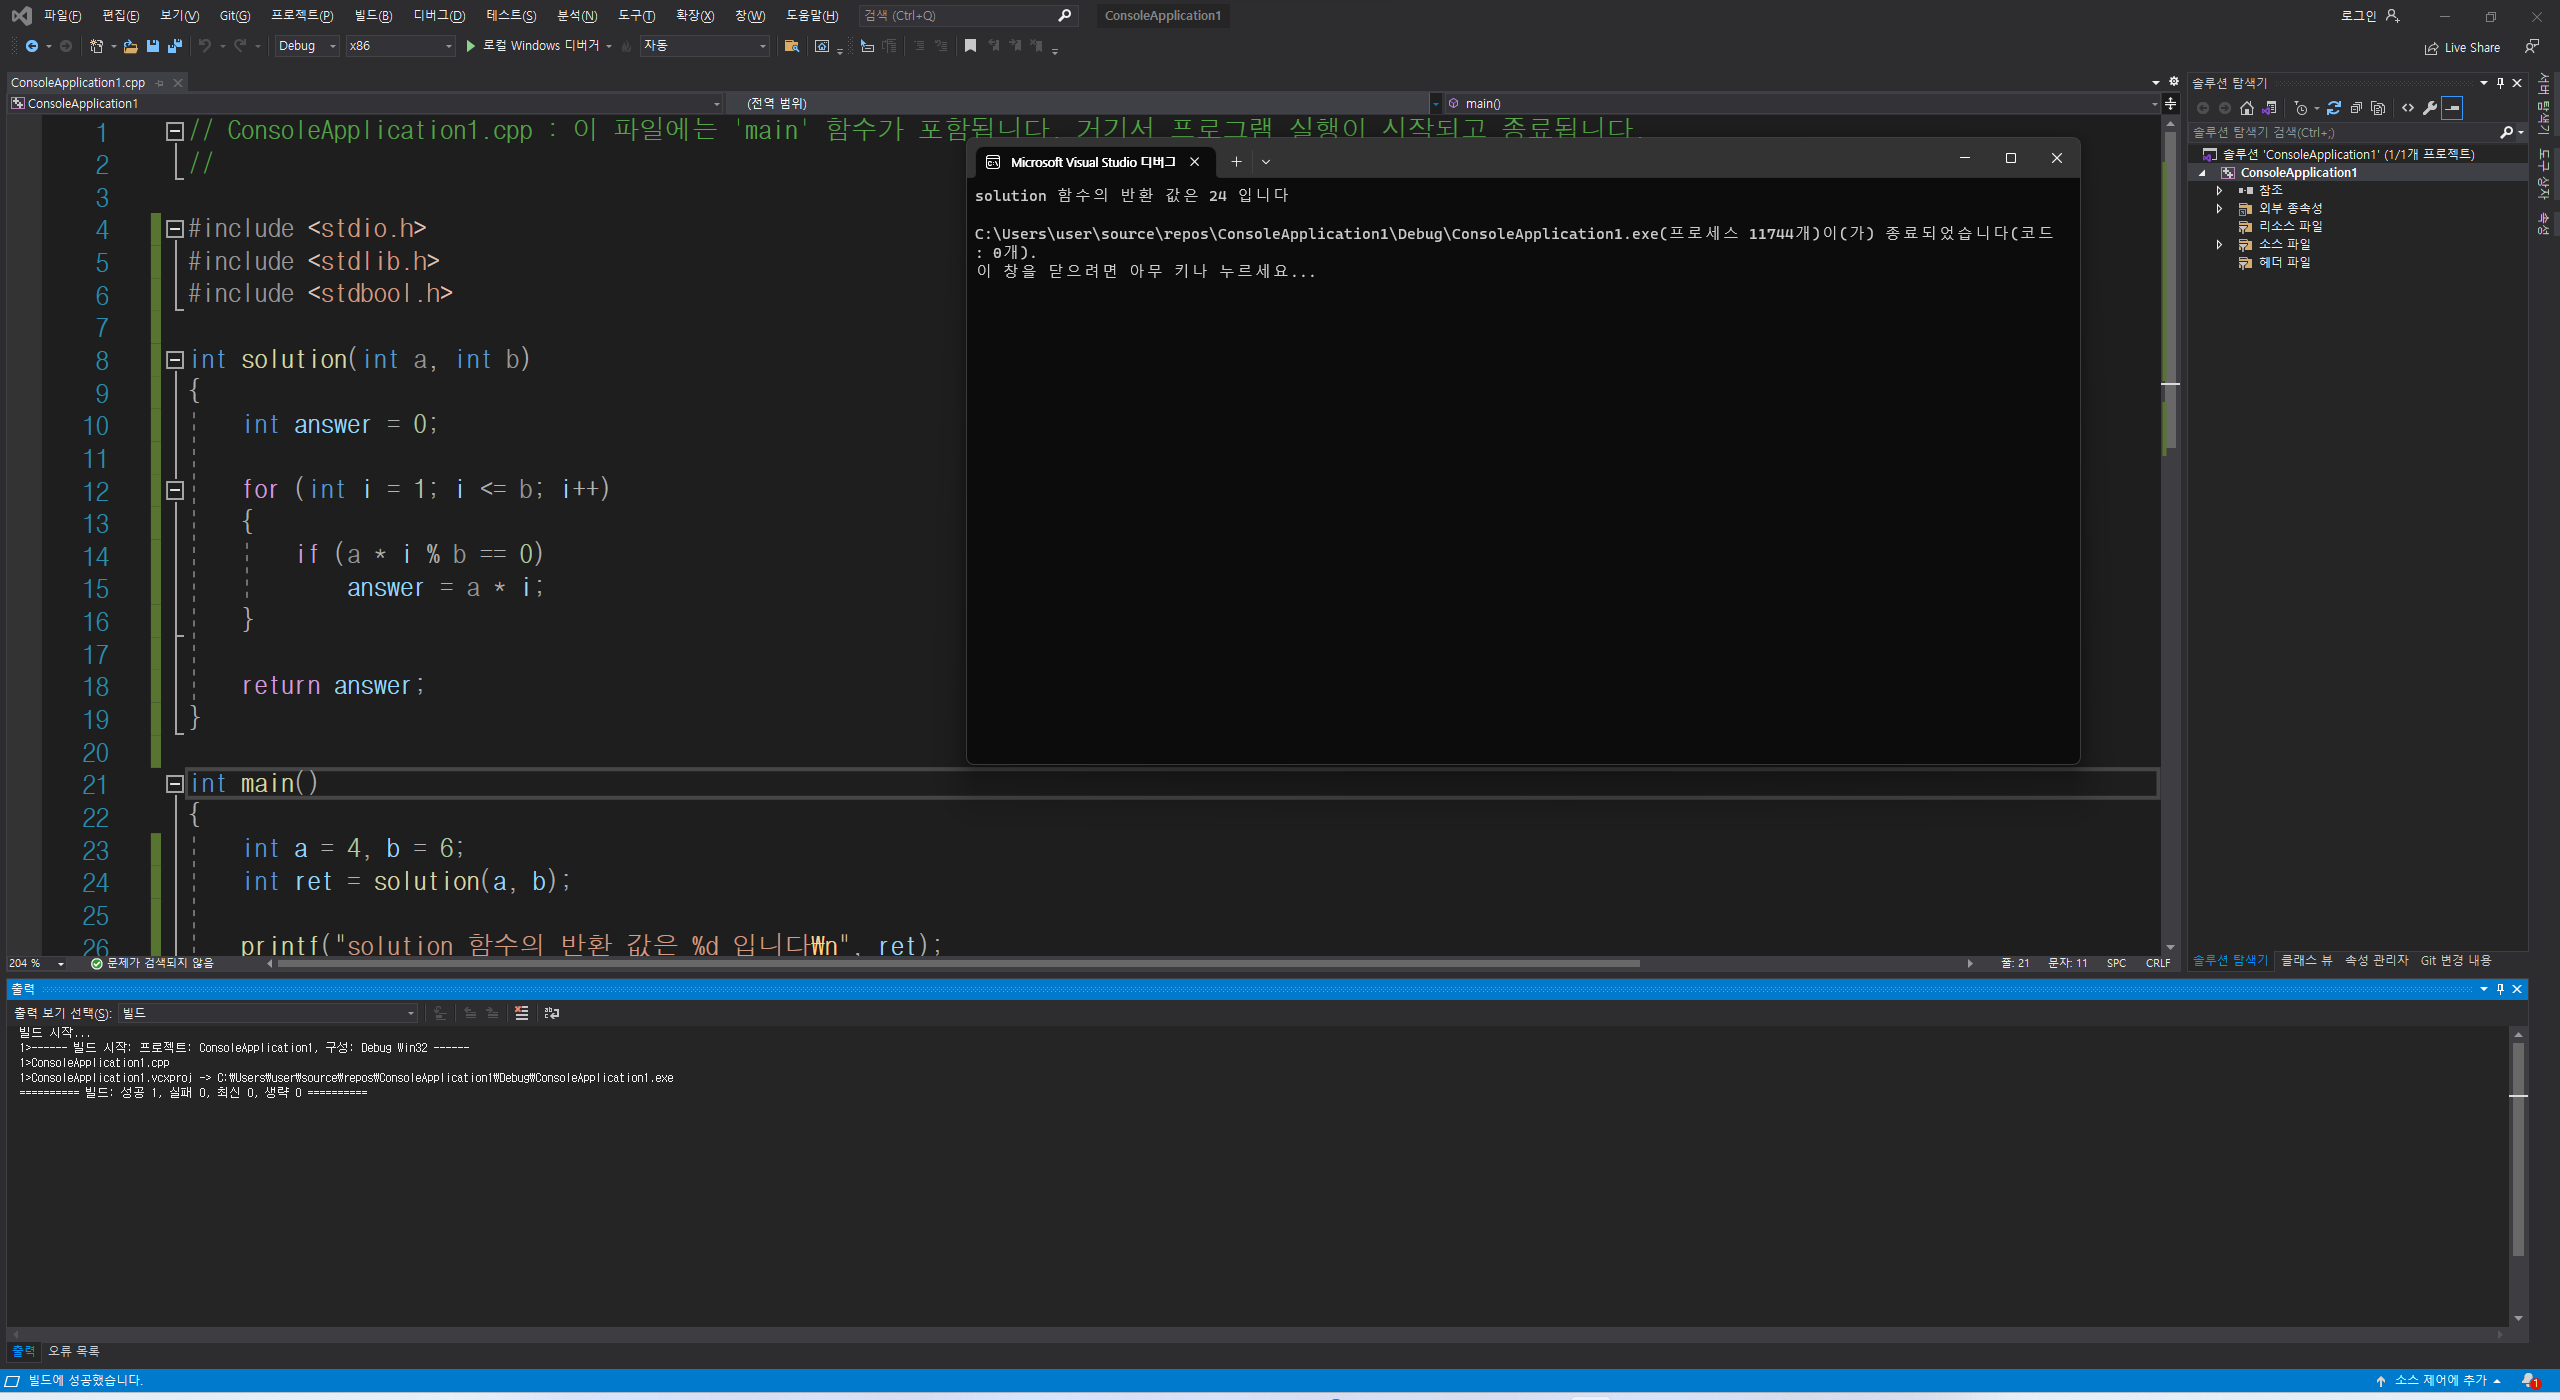 파일(F) 편집(E) 보기(V) Git(G) 프로젝트(P) 빌드(B) 디버그(D) 테스트(S) 분석(N) 도구(T) 확장(X) 창(W) 도움말(H) 검색 (Ctrl+Q) ConsoleApplication1 로그인
Debug x86 로컬 Windows 디버거 자동 Live Share
ConsoleApplication1.cpp
ConsoleApplication1 (전역 범위) main()
1 // ConsoleApplication1.cpp : 이 파일에는 'main' 함수가 포함됩니다. 거기서 프로그램 실행이 시작되고 종료됩니다.
2 //
3
4 #include <stdio.h>
5 #include <stdlib.h>
6 #include <stdbool.h>
7
8 int solution(int a, int b)
9 {
10 int answer = 0;
11
12 for (int i = 1; i <= b; i++)
13 {
14 if (a * i % b == 0)
15 answer = a * i;
16 }
17
18 return answer;
19 }
20
21 int main()
22 {
23 int a = 4, b = 6;
24 int ret = solution(a, b);
25
26 printf("solution 함수의 반환 값은 %d 입니다₩n", ret);
204 % 문제가 검색되지 않음 줄: 21 문자: 11 SPC CRLF
Microsoft Visual Studio 디버그
solution 함수의 반환 값은 24 입니다
C:\Users\user\source\repos\ConsoleApplication1\Debug\ConsoleApplication1.exe(프로세스 11744개)이(가) 종료되었습니다(코드
: 0개).
이 창을 닫으려면 아무 키나 누르세요...
솔루션 탐색기
솔루션 탐색기 검색(Ctrl+;)
솔루션 'ConsoleApplication1' (1/1개 프로젝트)
ConsoleApplication1
참조
외부 종속성
리소스 파일
소스 파일
헤더 파일
솔루션 탐색기 클래스 뷰 속성 관리자 Git 변경 내용
서버 탐색기
도구 상자
속성
출력
출력 보기 선택(S): 빌드
빌드 시작...
1>------ 빌드 시작: 프로젝트: ConsoleApplication1, 구성: Debug Win32 ------
1>ConsoleApplication1.cpp
1>ConsoleApplication1.vcxproj -> C:₩Users₩user₩source₩repos₩ConsoleApplication1₩Debug₩ConsoleApplication1.exe
========== 빌드: 성공 1, 실패 0, 최신 0, 생략 0 ==========
출력 오류 목록
빌드에 성공했습니다. 소스 제어에 추가 1